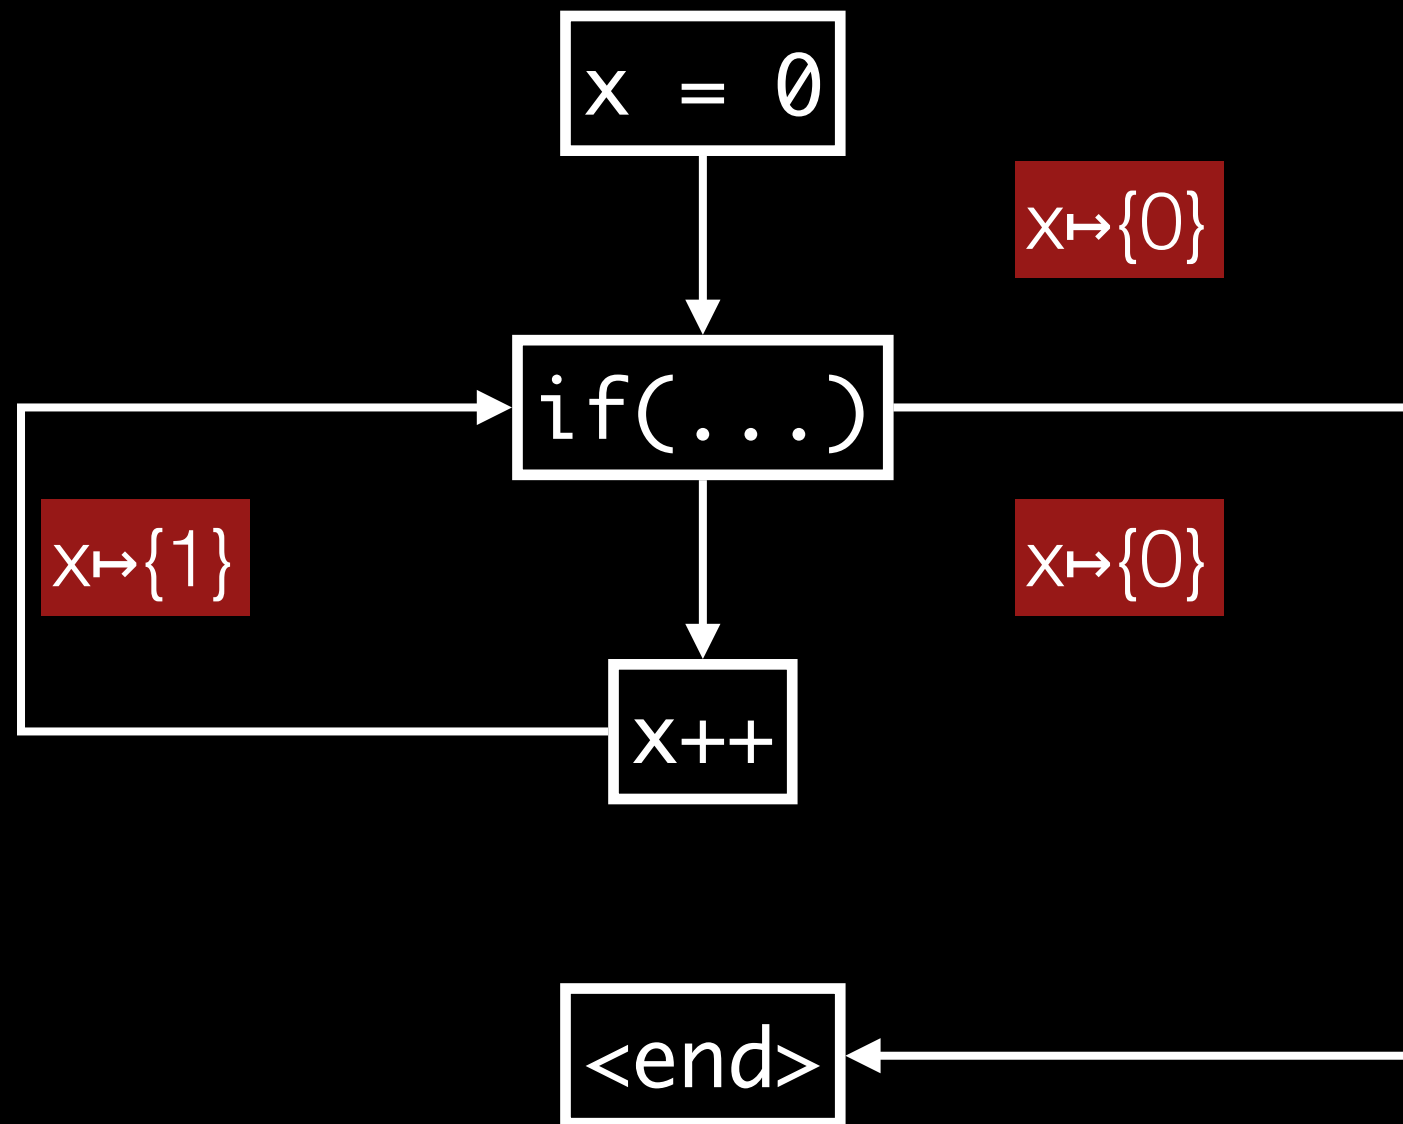 x = 0
x↦{0}
if(...)
x↦{1}
x↦{0}
x++
<end>